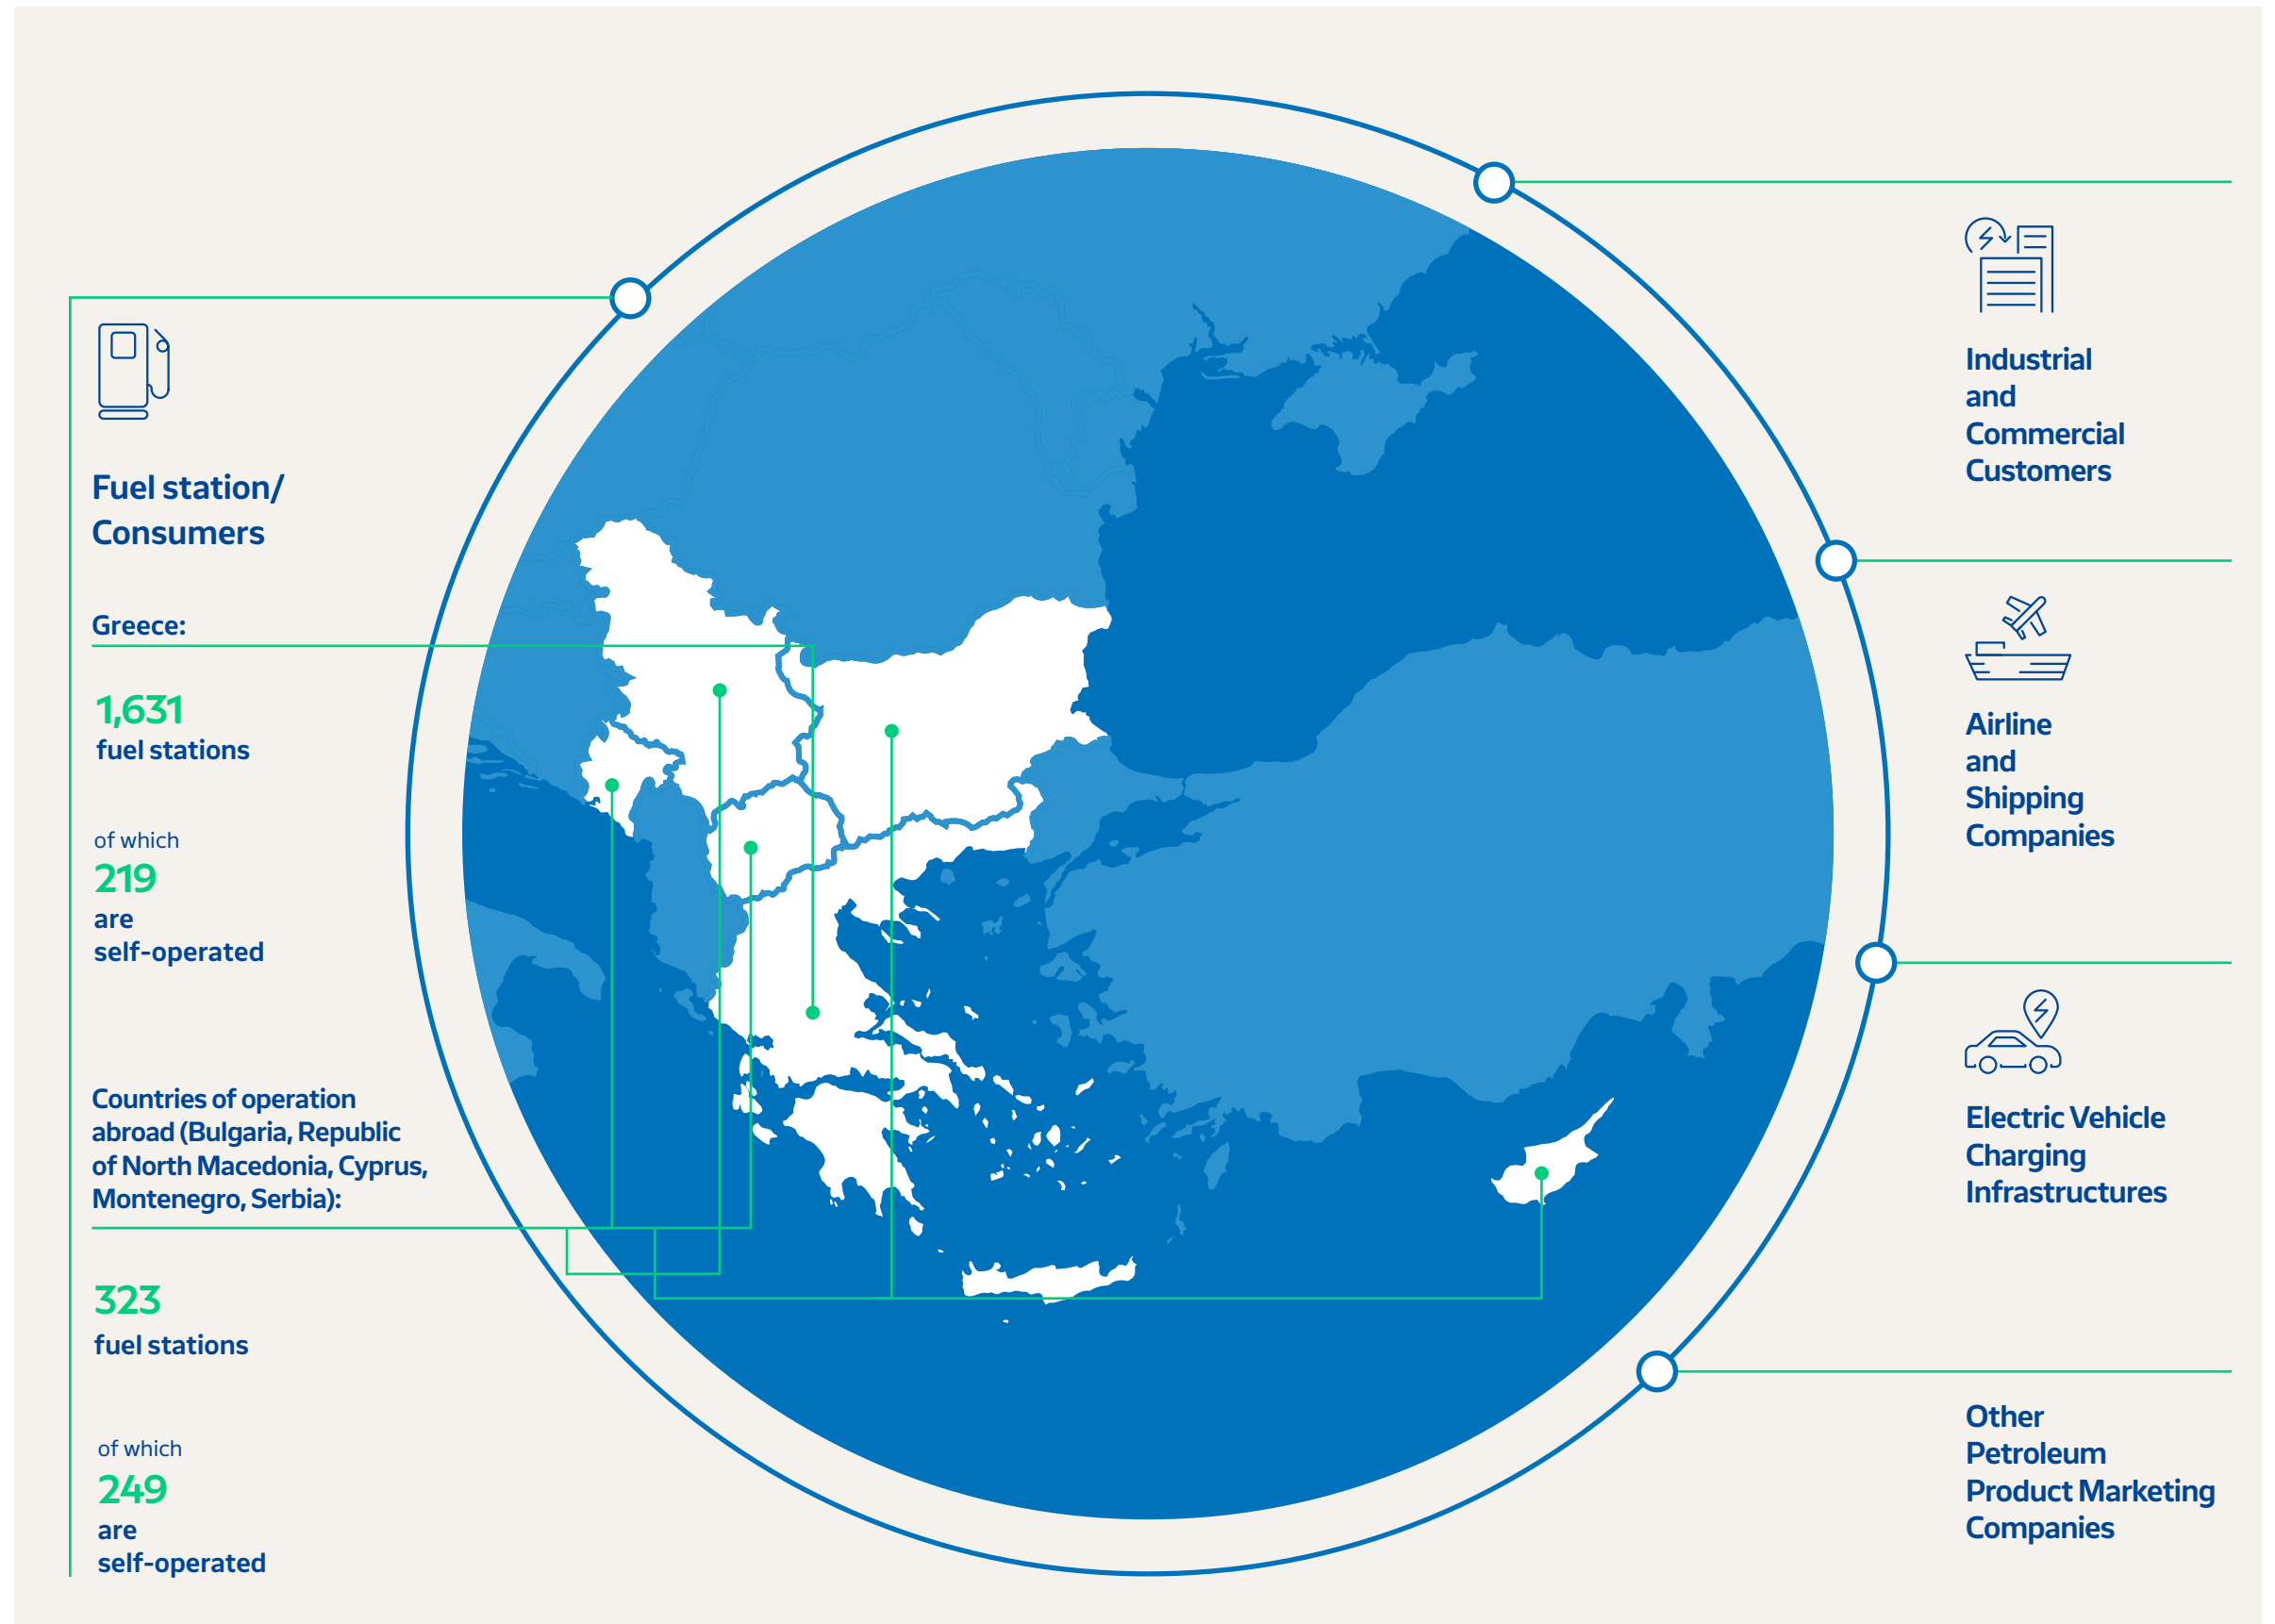 Fuel station/
Consumers
Greece:
1,631
fuel stations
of which
219
are
self-operated
Countries of operation
abroad (Bulgaria, Republic
of North Macedonia, Cyprus,
Montenegro, Serbia):
323
fuel stations
of which
249
are
self-operated
Industrial
and
Commercial
Customers
Airline
and
Shipping
Companies
Electric Vehicle
Charging
Infrastructures
Other
Petroleum
Product Marketing
Companies